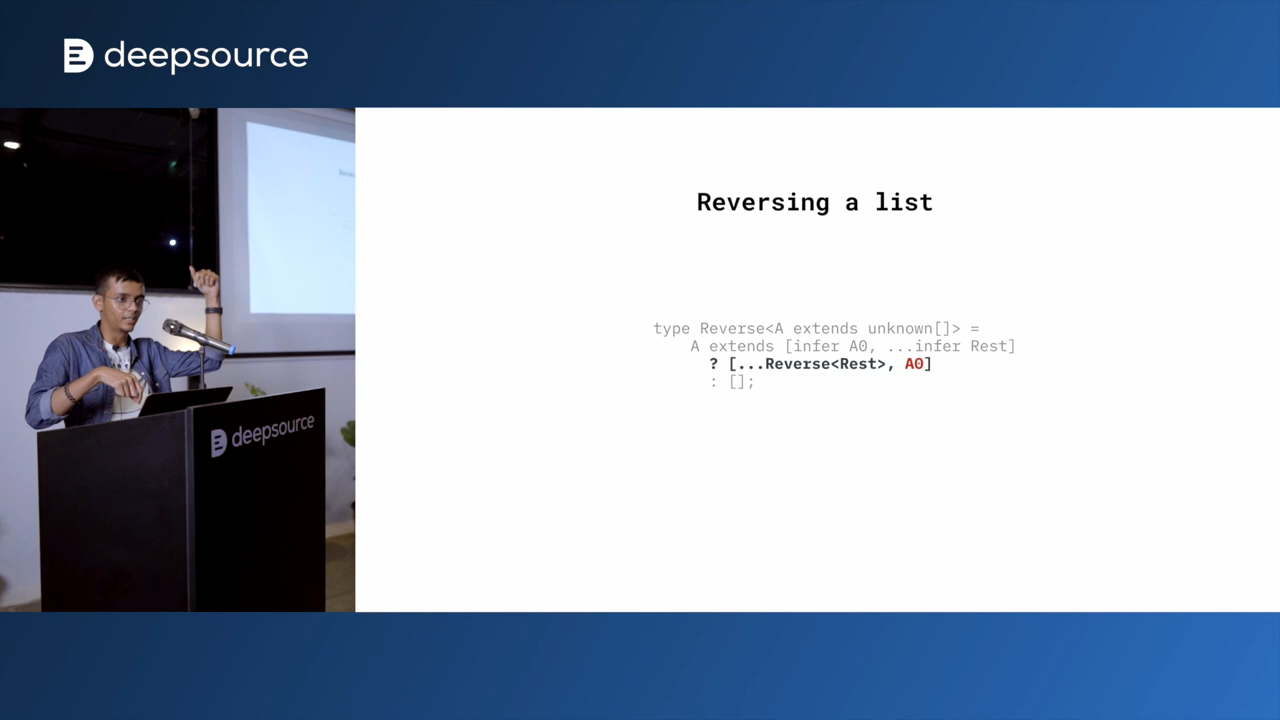 deepsource
Reversing a list
type Reverse<A extends unknown[]> =
    A extends [infer A0, ...infer Rest]
      ? [...Reverse<Rest>, A0]
      : [];
deepsource